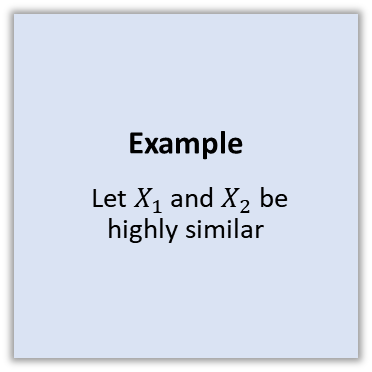 Example
Let X₁ and X₂ be
highly similar